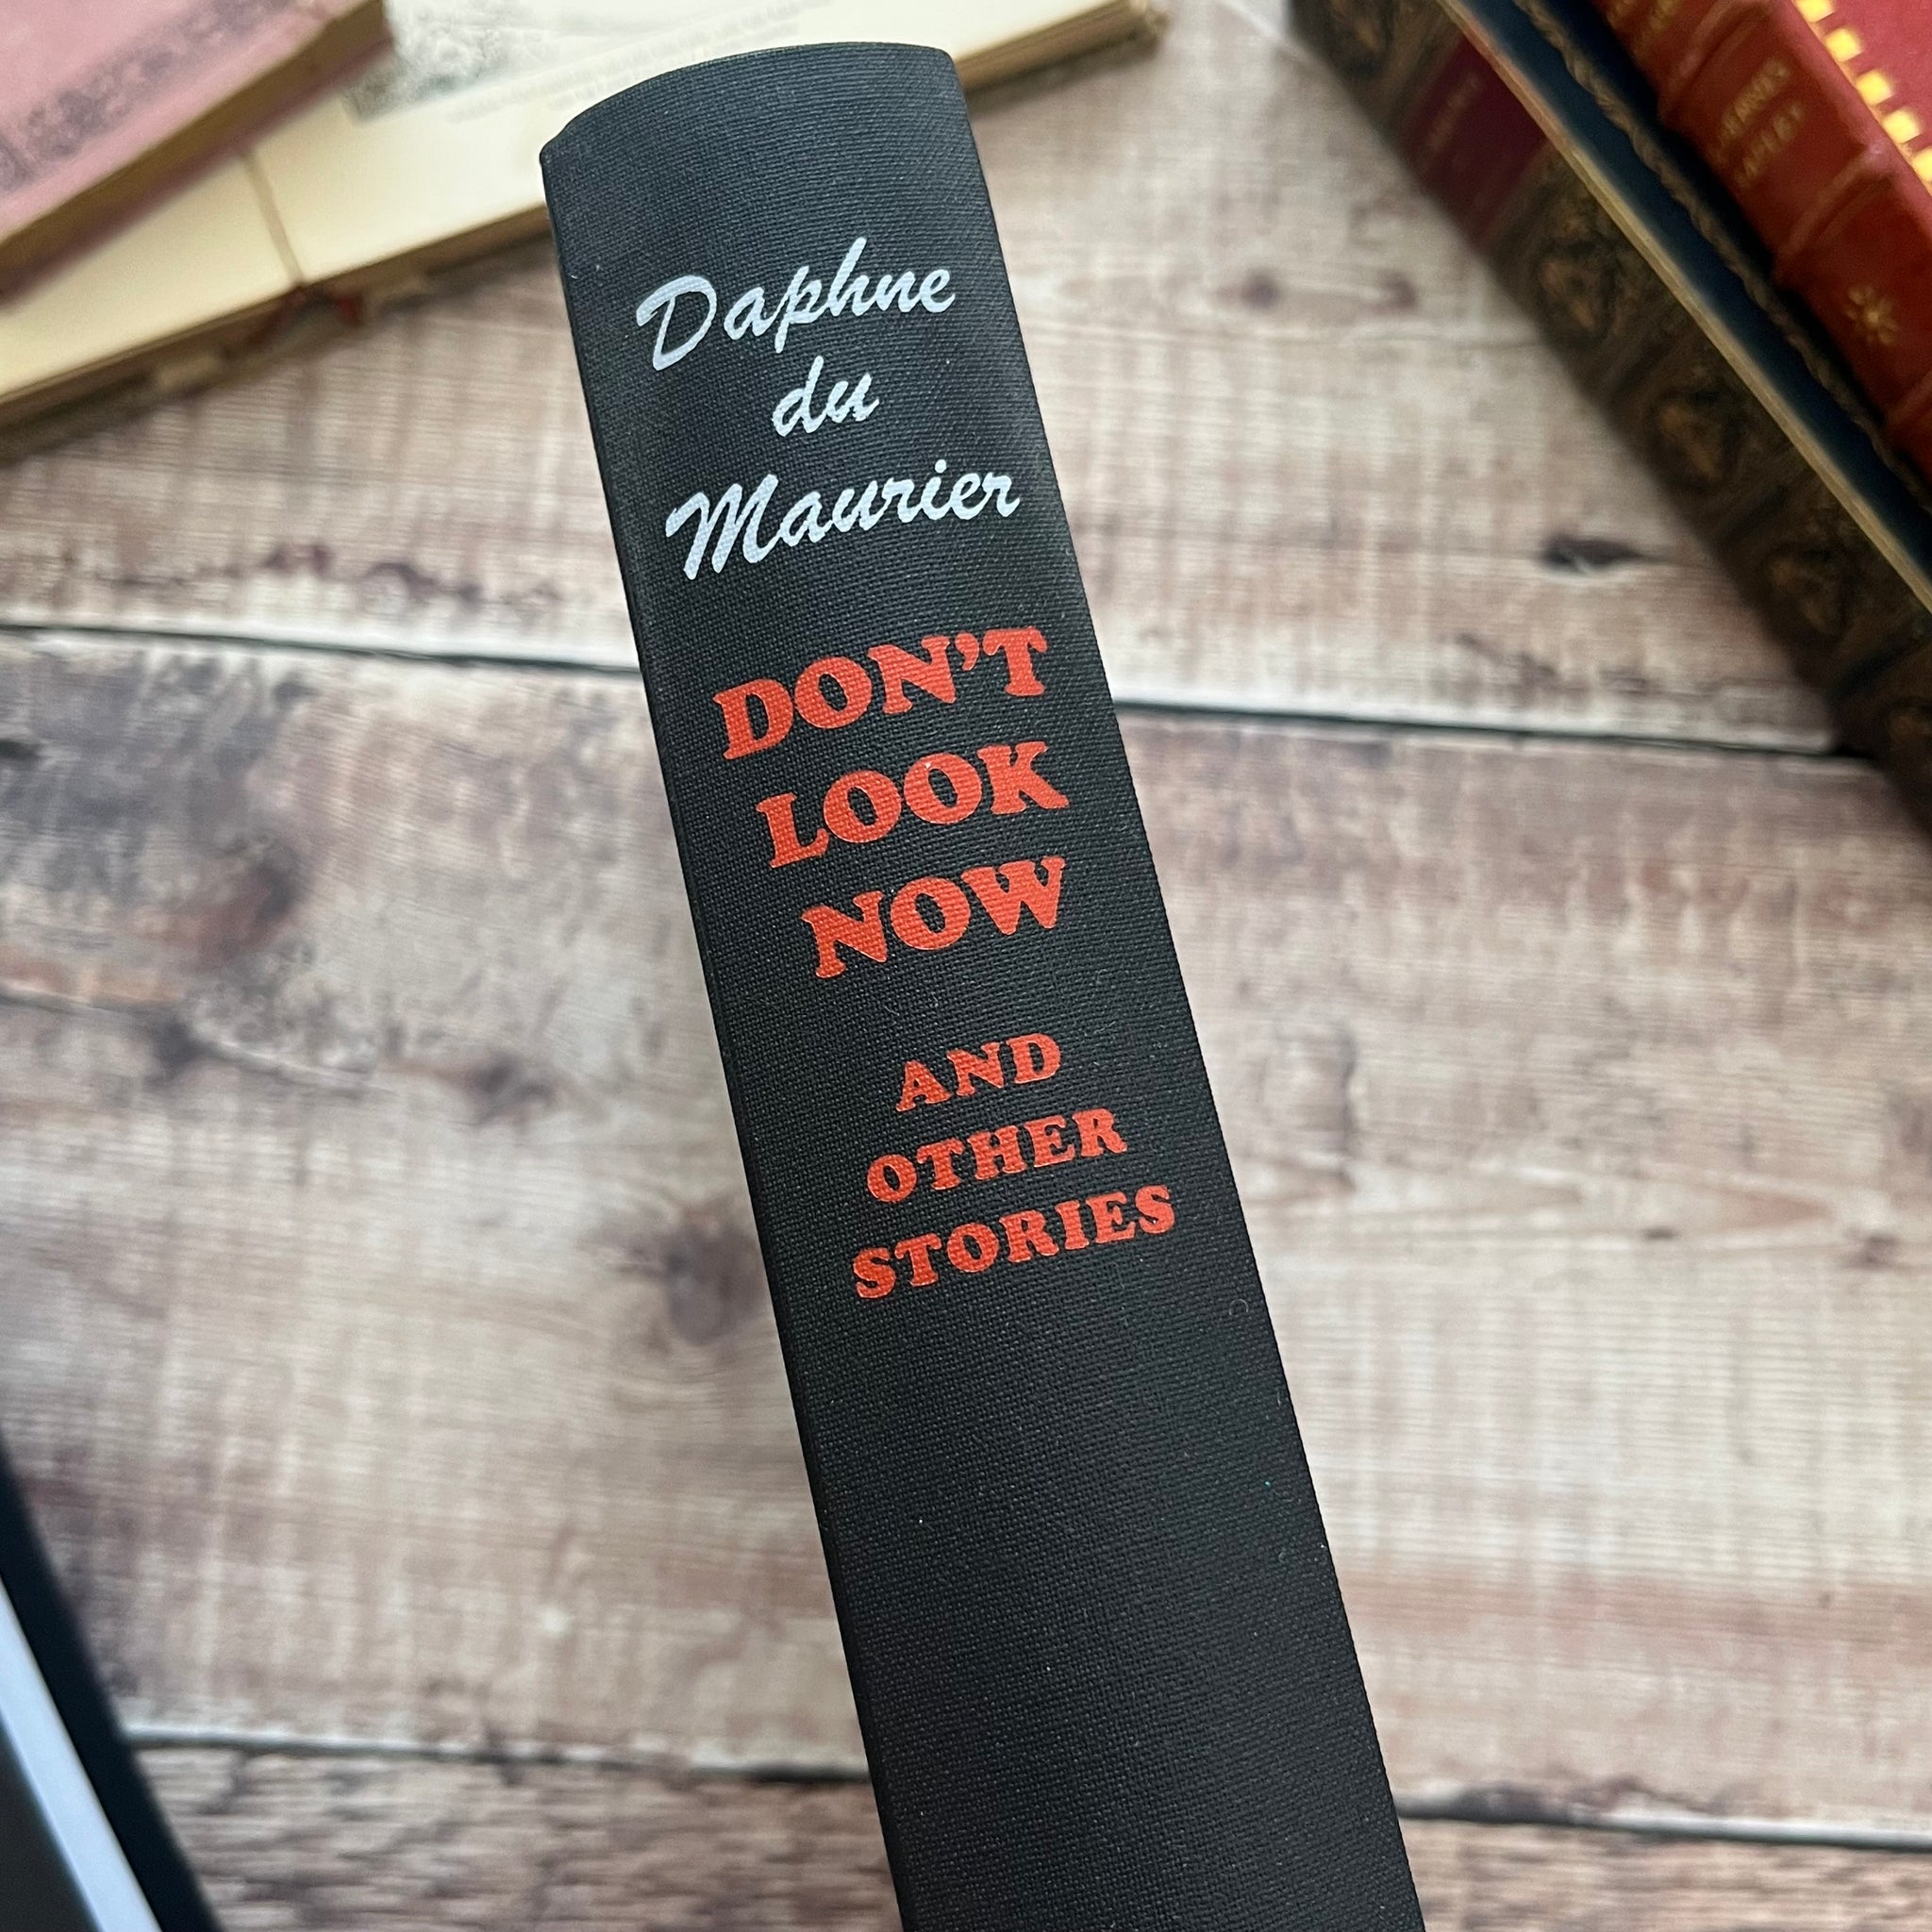 Daphne
du
Maurier
DON'T
LOOK
NOW
AND
OTHER
STORIES